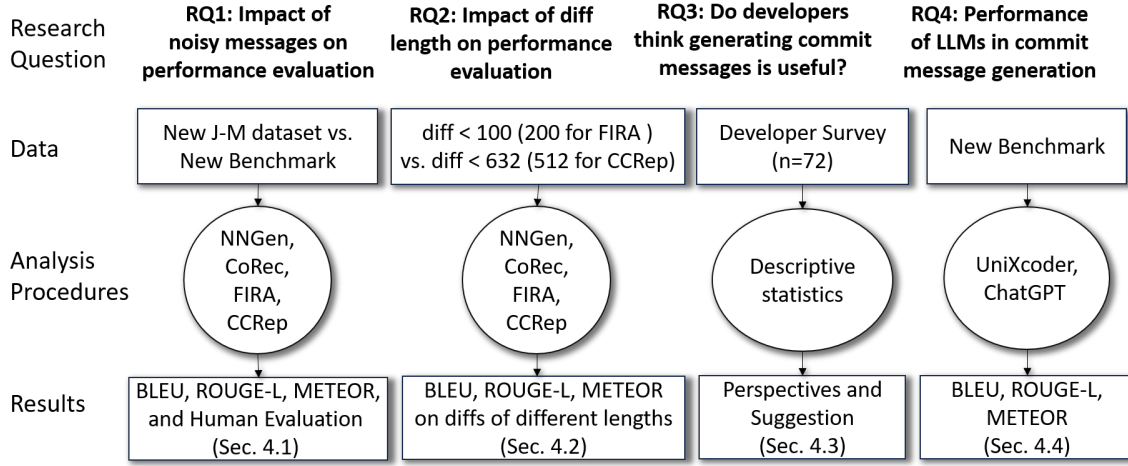 Research
Question
RQ1: Impact of
noisy messages on
performance evaluation
RQ2: Impact of diff
length on performance
evaluation
RQ3: Do developers
think generating commit
messages is useful?
RQ4: Performance
of LLMs in commit
message generation
Data
New J-M dataset vs.
New Benchmark
diff < 100 (200 for FIRA )
vs. diff < 632 (512 for CCRep)
Developer Survey
(n=72)
New Benchmark
Analysis
Procedures
NNGen,
CoRec,
FIRA,
CCRep
NNGen,
CoRec,
FIRA,
CCRep
Descriptive
statistics
UniXcoder,
ChatGPT
Results
BLEU, ROUGE-L, METEOR,
and Human Evaluation
(Sec. 4.1)
BLEU, ROUGE-L, METEOR
on diffs of different lengths
(Sec. 4.2)
Perspectives and
Suggestion
(Sec. 4.3)
BLEU, ROUGE-L,
METEOR
(Sec. 4.4)